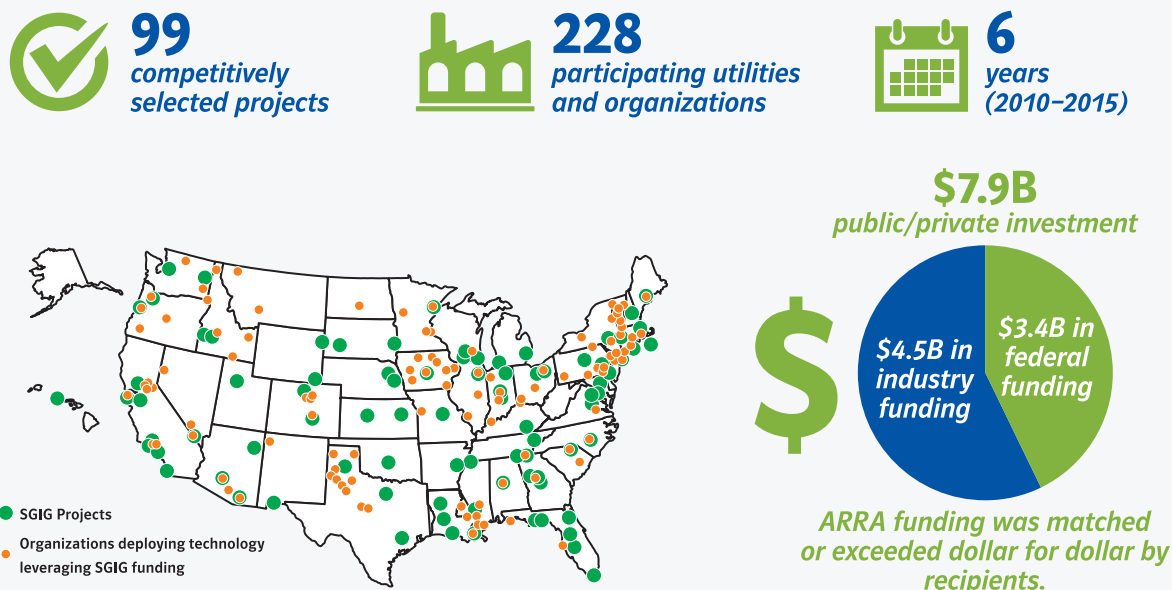 99
competitively
selected projects
228
participating utilities
and organizations
6
years
(2010–2015)
$7.9B
public/private investment
$
$4.5B in
industry
funding
$3.4B in
federal
funding
SGIG Projects
Organizations deploying technology
leveraging SGIG funding
ARRA funding was matched
or exceeded dollar for dollar by
recipients.